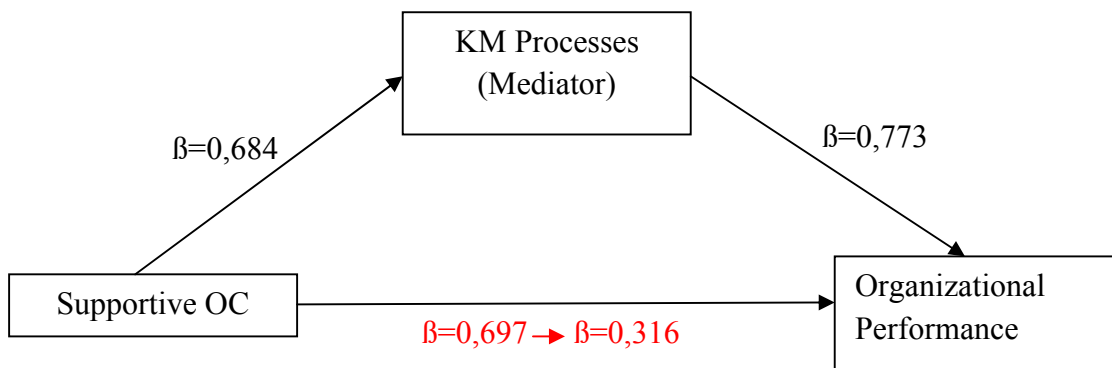 KM Processes
(Mediator)
ß=0,684
ß=0,773
Supportive OC
Organizational
Performance
ß=0,697 → ß=0,316